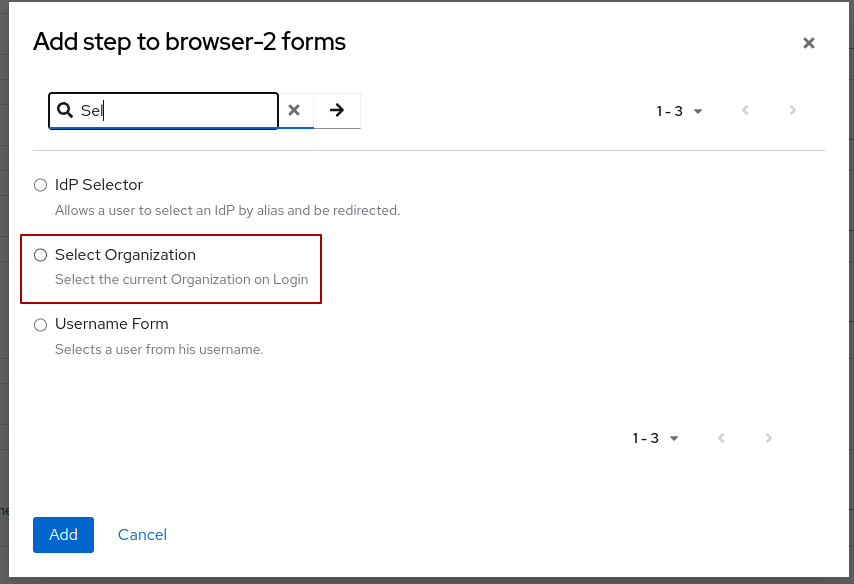 Add step to browser-2 forms
Sel
1 - 3
IdP Selector
Allows a user to select an IdP by alias and be redirected.
Select Organization
Select the current Organization on Login
Username Form
Selects a user from his username.
1 - 3
Add
Cancel